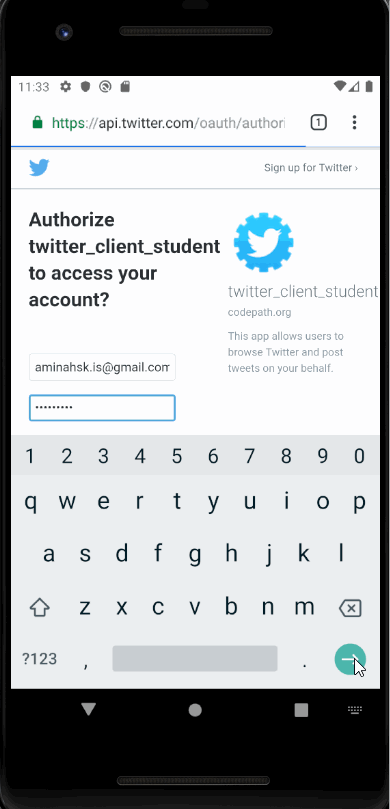 11:33
https://api.twitter.com/oauth/authori
1
Sign up for Twitter ›
Authorize
twitter_client_student
to access your
account?
twitter_client_student
codepath.org
This app allows users to
browse Twitter and post
tweets on your behalf.
aminahsk.is@gmail.com
•••••••••
1 2 3 4 5 6 7 8 9 0
q w e r t y u i o p
a s d f g h j k l
z x c v b n m
?123 , .